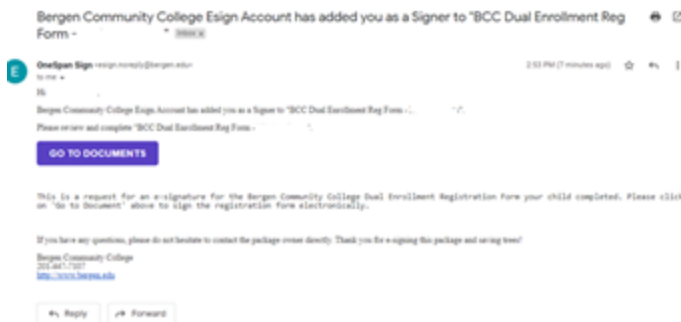 Bergen Community College Esign Account has added you as a Signer to "BCC Dual Enrollment Reg
Form - " Inbox x
E
OneSpan Sign <esign.noreply@bergen.edu>
2:53 PM (7 minutes ago)
to me
Hi
Bergen Community College Esign Account has added you as a Signer to "BCC Dual Enrollment Reg Form -
Please review and complete "BCC Dual Enrollment Reg Form -
GO TO DOCUMENTS
This is a request for an e-signature for the Bergen Community College Dual Enrollment Registration Form your child completed. Please click
on 'Go to Document' above to sign the registration form electronically.
If you have any questions, please do not hesitate to contact the package owner directly. Thank you for e-signing this package and saving trees!
Bergen Community College
201-447-7107
http://www.bergen.edu
Reply
Forward